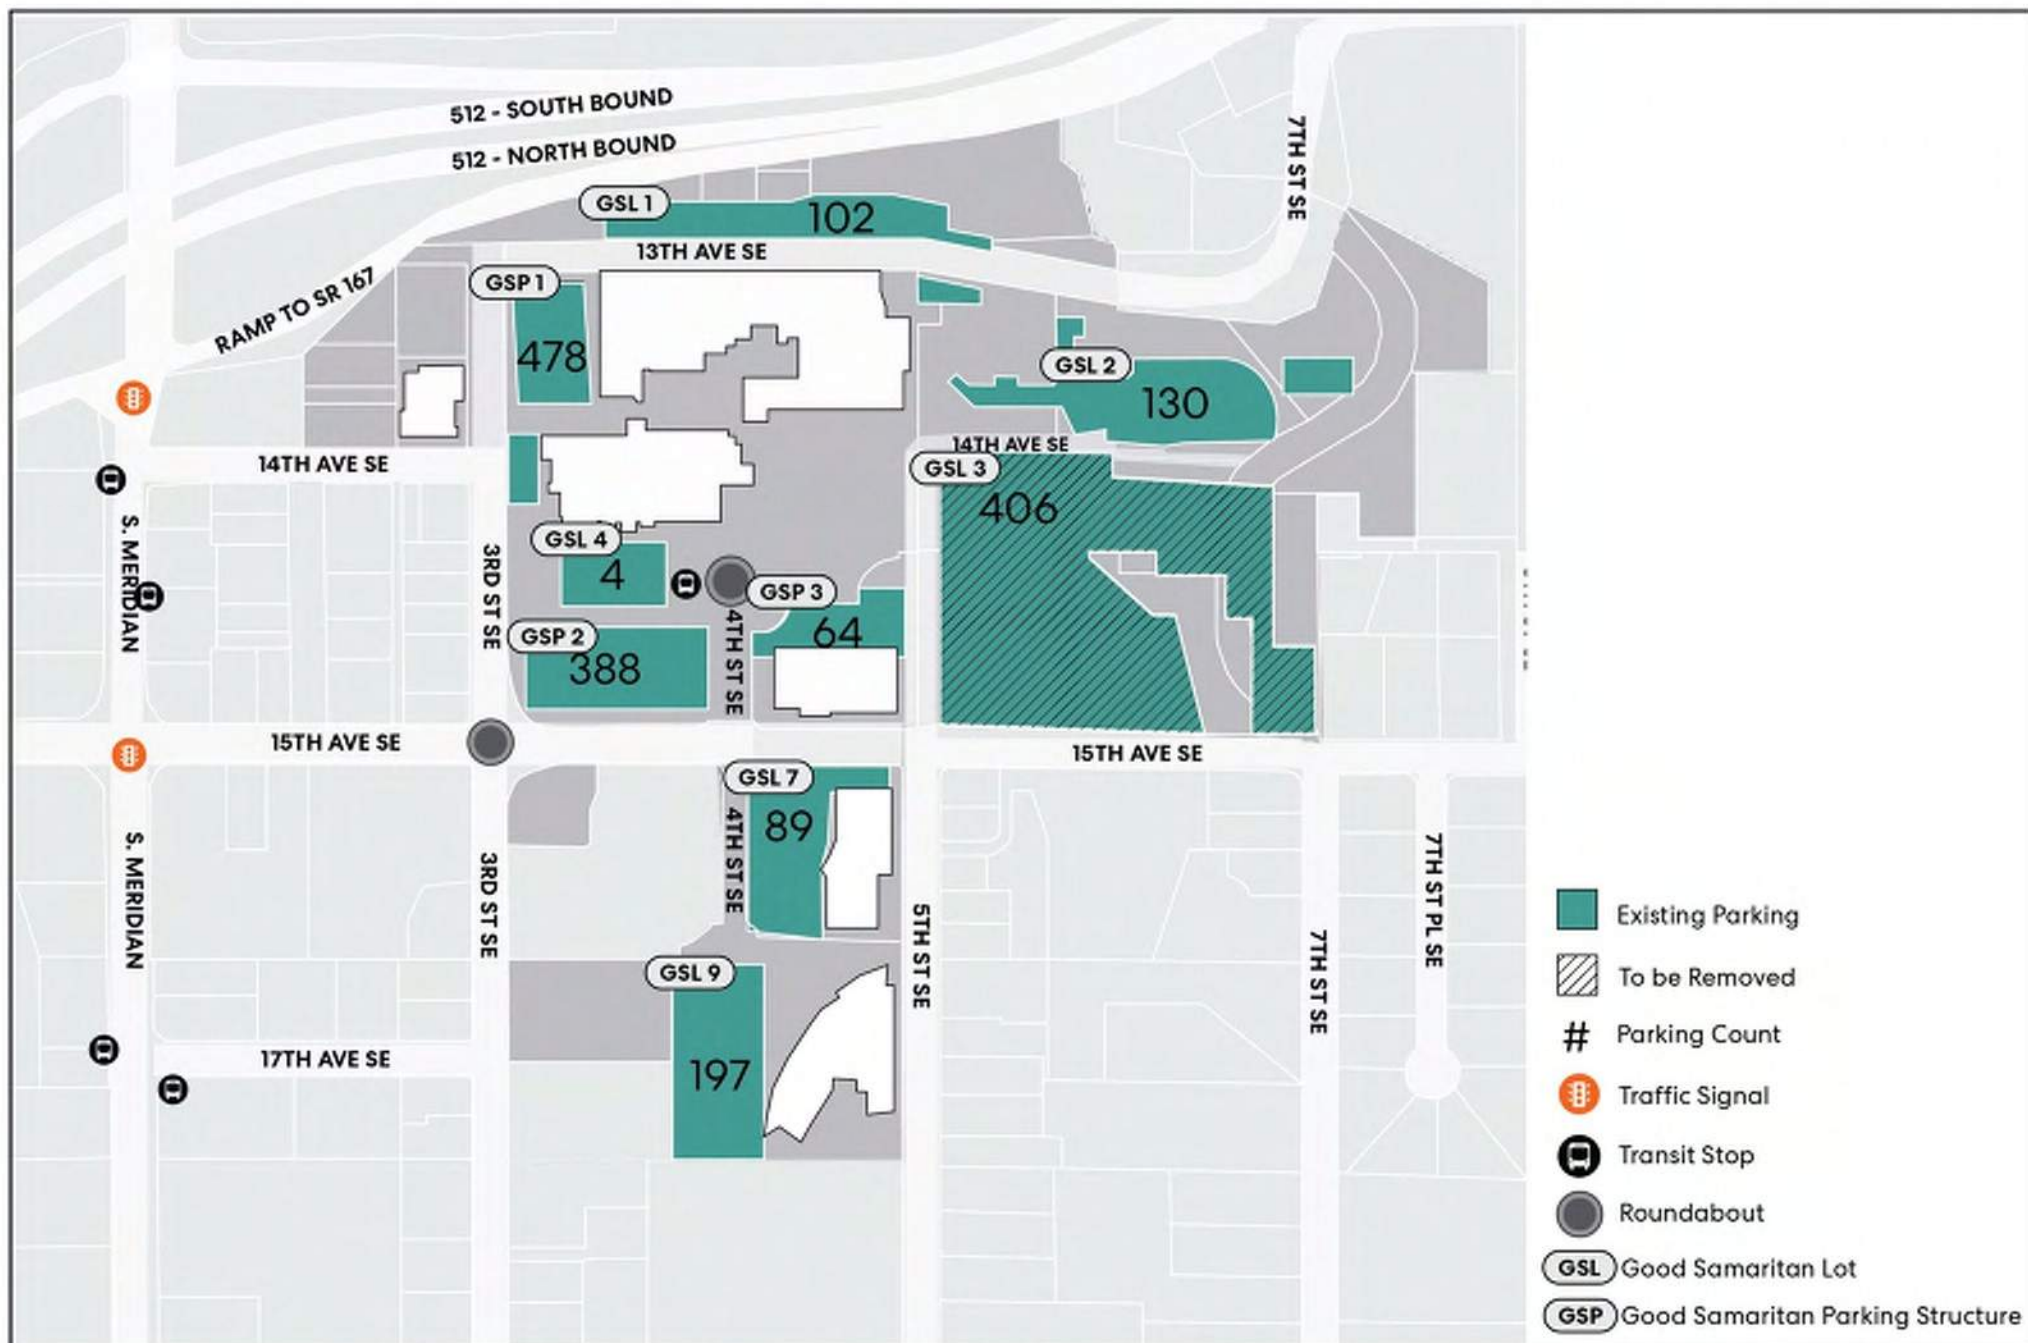 512 - SOUTH BOUND
512 - NORTH BOUND
7TH ST SE
GSL 1
102
13TH AVE SE
RAMP TO SR 167
GSP 1
478
GSL 2
130
14TH AVE SE
14TH AVE SE
GSL 3
406
S. MERIDIAN
3RD ST SE
GSL 4
4
GSP 3
64
4TH ST SE
GSP 2
388
15TH AVE SE
15TH AVE SE
GSL 7
89
4TH ST SE
S. MERIDIAN
3RD ST SE
5TH ST SE
7TH ST SE
7TH ST PL SE
GSL 9
197
17TH AVE SE
Existing Parking
To be Removed
# Parking Count
Traffic Signal
Transit Stop
Roundabout
GSL Good Samaritan Lot
GSP Good Samaritan Parking Structure